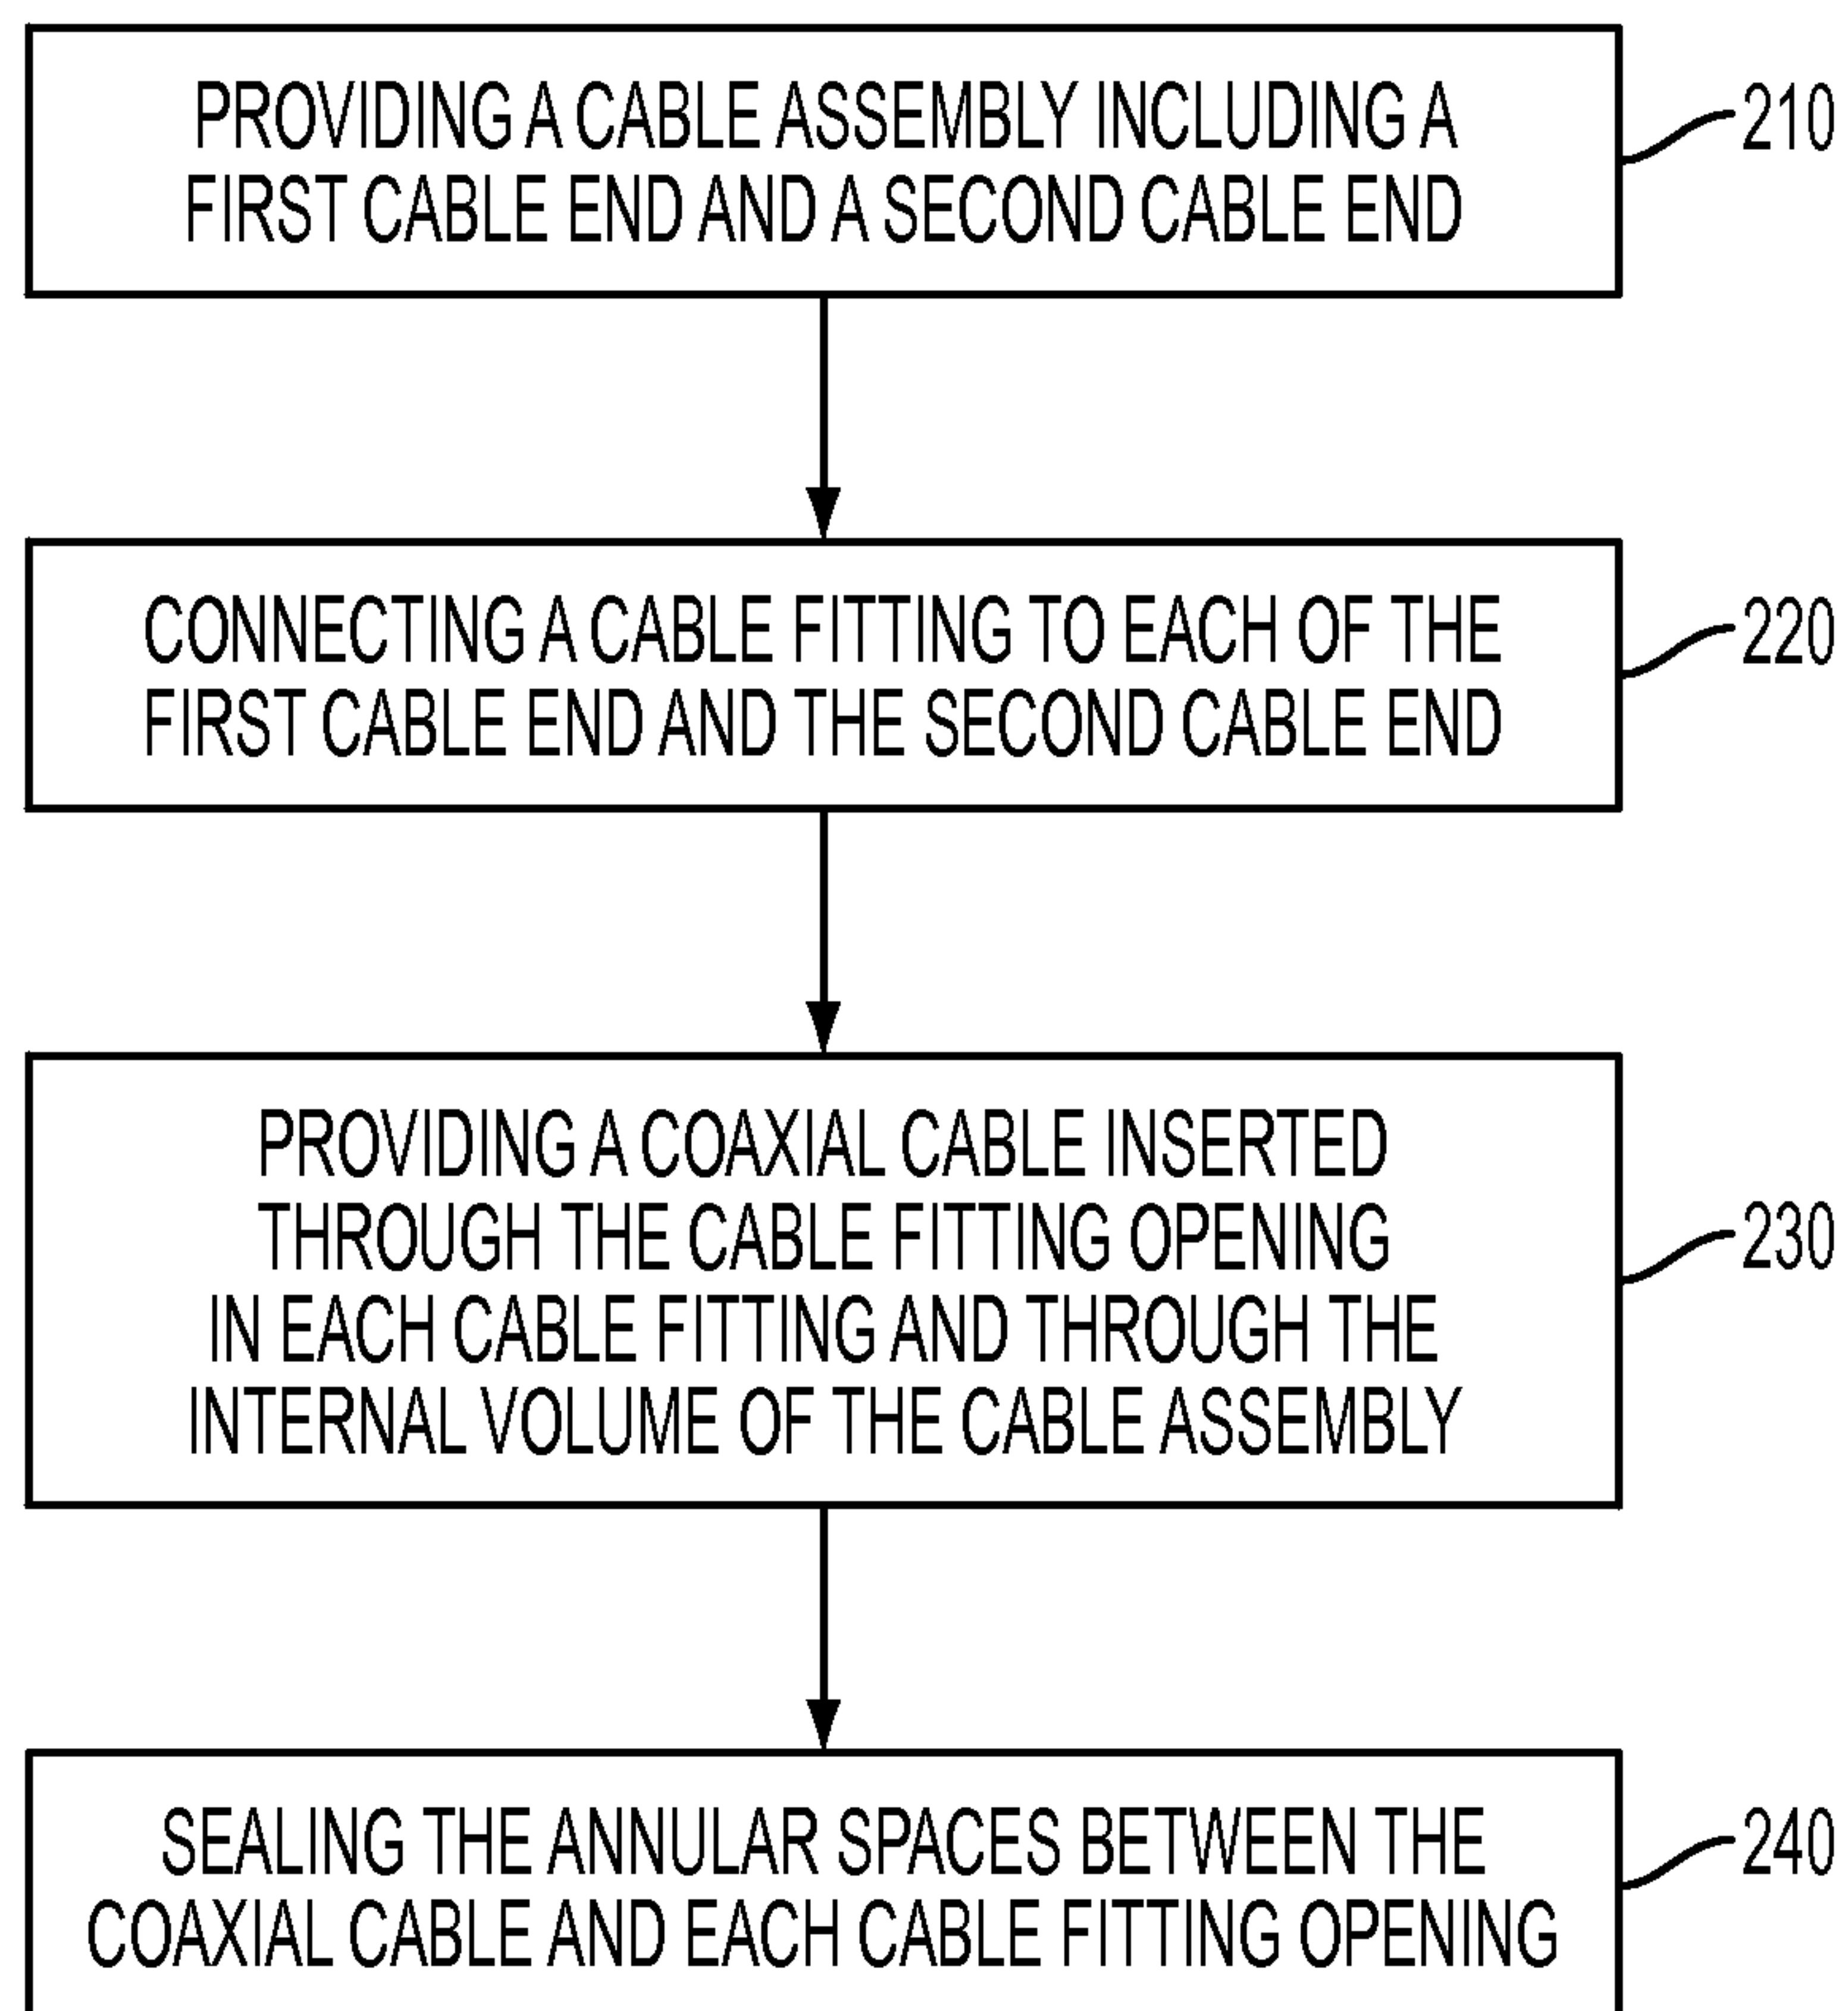 PROVIDING A CABLE ASSEMBLY INCLUDING A
FIRST CABLE END AND A SECOND CABLE END
210
CONNECTING A CABLE FITTING TO EACH OF THE
FIRST CABLE END AND THE SECOND CABLE END
220
PROVIDING A COAXIAL CABLE INSERTED
THROUGH THE CABLE FITTING OPENING
IN EACH CABLE FITTING AND THROUGH THE
INTERNAL VOLUME OF THE CABLE ASSEMBLY
230
SEALING THE ANNULAR SPACES BETWEEN THE
COAXIAL CABLE AND EACH CABLE FITTING OPENING
240